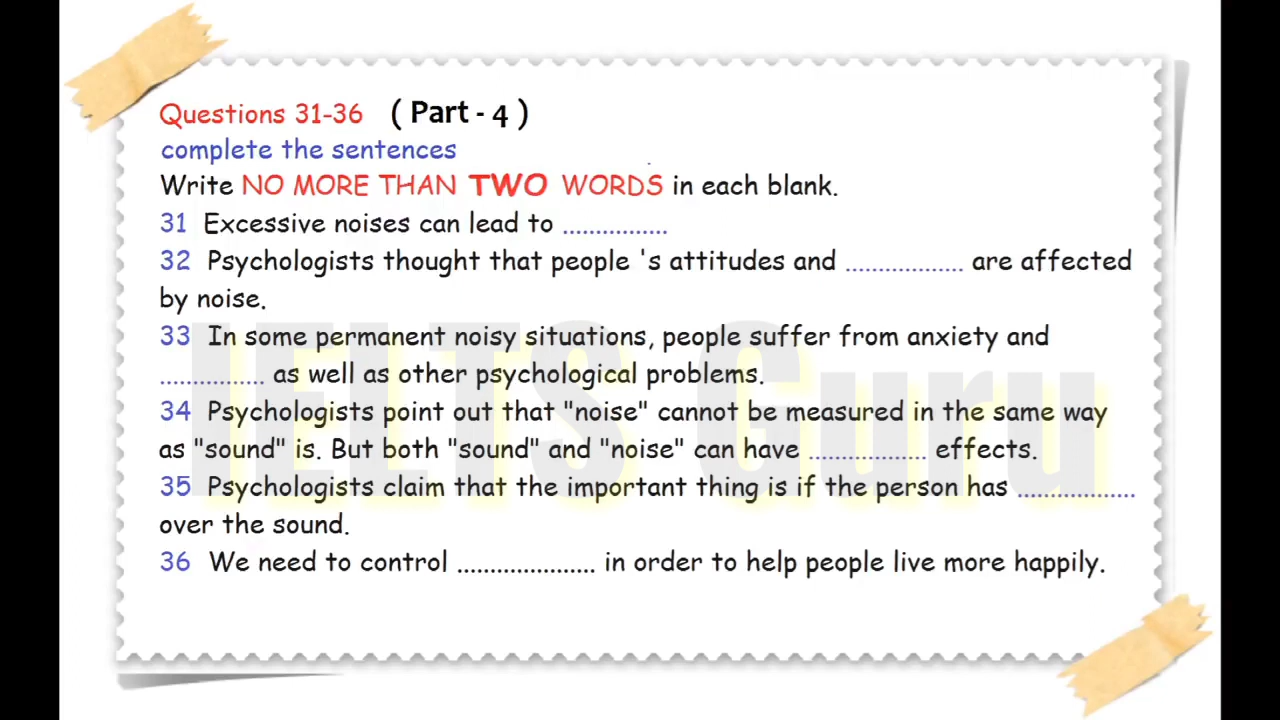 Questions 31-36 ( Part - 4 )
complete the sentences
Write NO MORE THAN TWO WORDS in each blank.
31 Excessive noises can lead to ................
32 Psychologists thought that people 's attitudes and .................. are affected
by noise.
33 In some permanent noisy situations, people suffer from anxiety and
................ as well as other psychological problems.
34 Psychologists point out that "noise" cannot be measured in the same way
as "sound" is. But both "sound" and "noise" can have .................. effects.
35 Psychologists claim that the important thing is if the person has ..................
over the sound.
36 We need to control ..................... in order to help people live more happily.
IELTS Guru